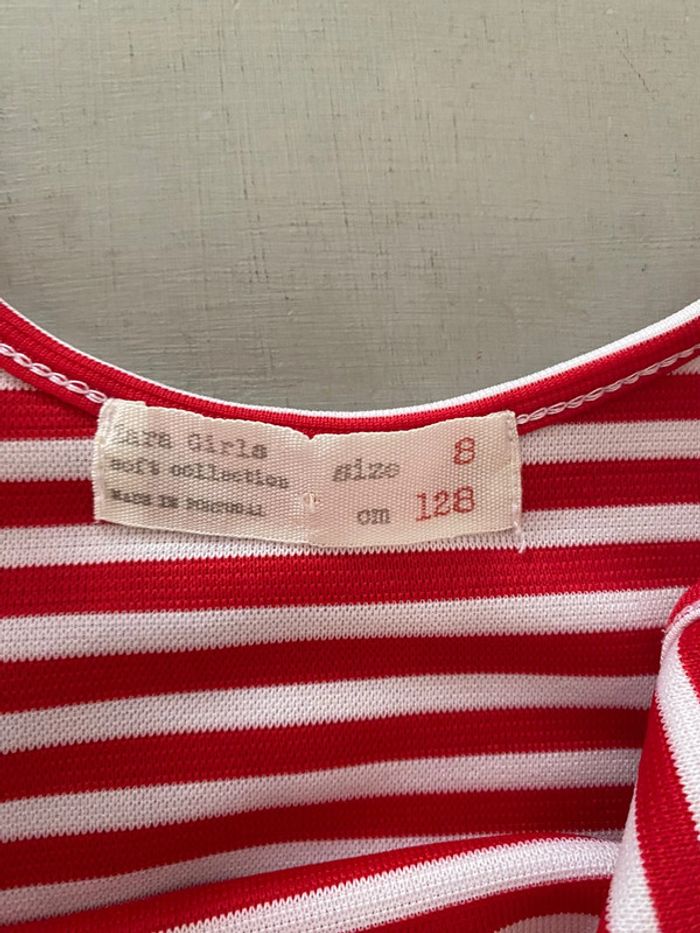 Zara Girls
soft collection
MADE IN PORTUGAL
size 8
cm 128